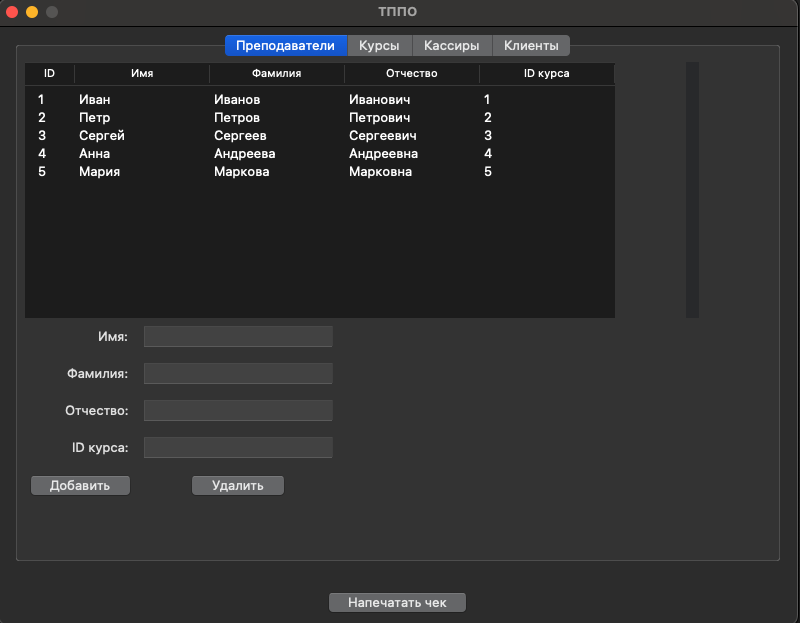 ТППО
Преподаватели Курсы Кассиры Клиенты
ID Имя Фамилия Отчество ID курса
1 Иван Иванов Иванович 1
2 Петр Петров Петрович 2
3 Сергей Сергеев Сергеевич 3
4 Анна Андреева Андреевна 4
5 Мария Маркова Марковна 5
Имя:
Фамилия:
Отчество:
ID курса:
Добавить Удалить
Напечатать чек